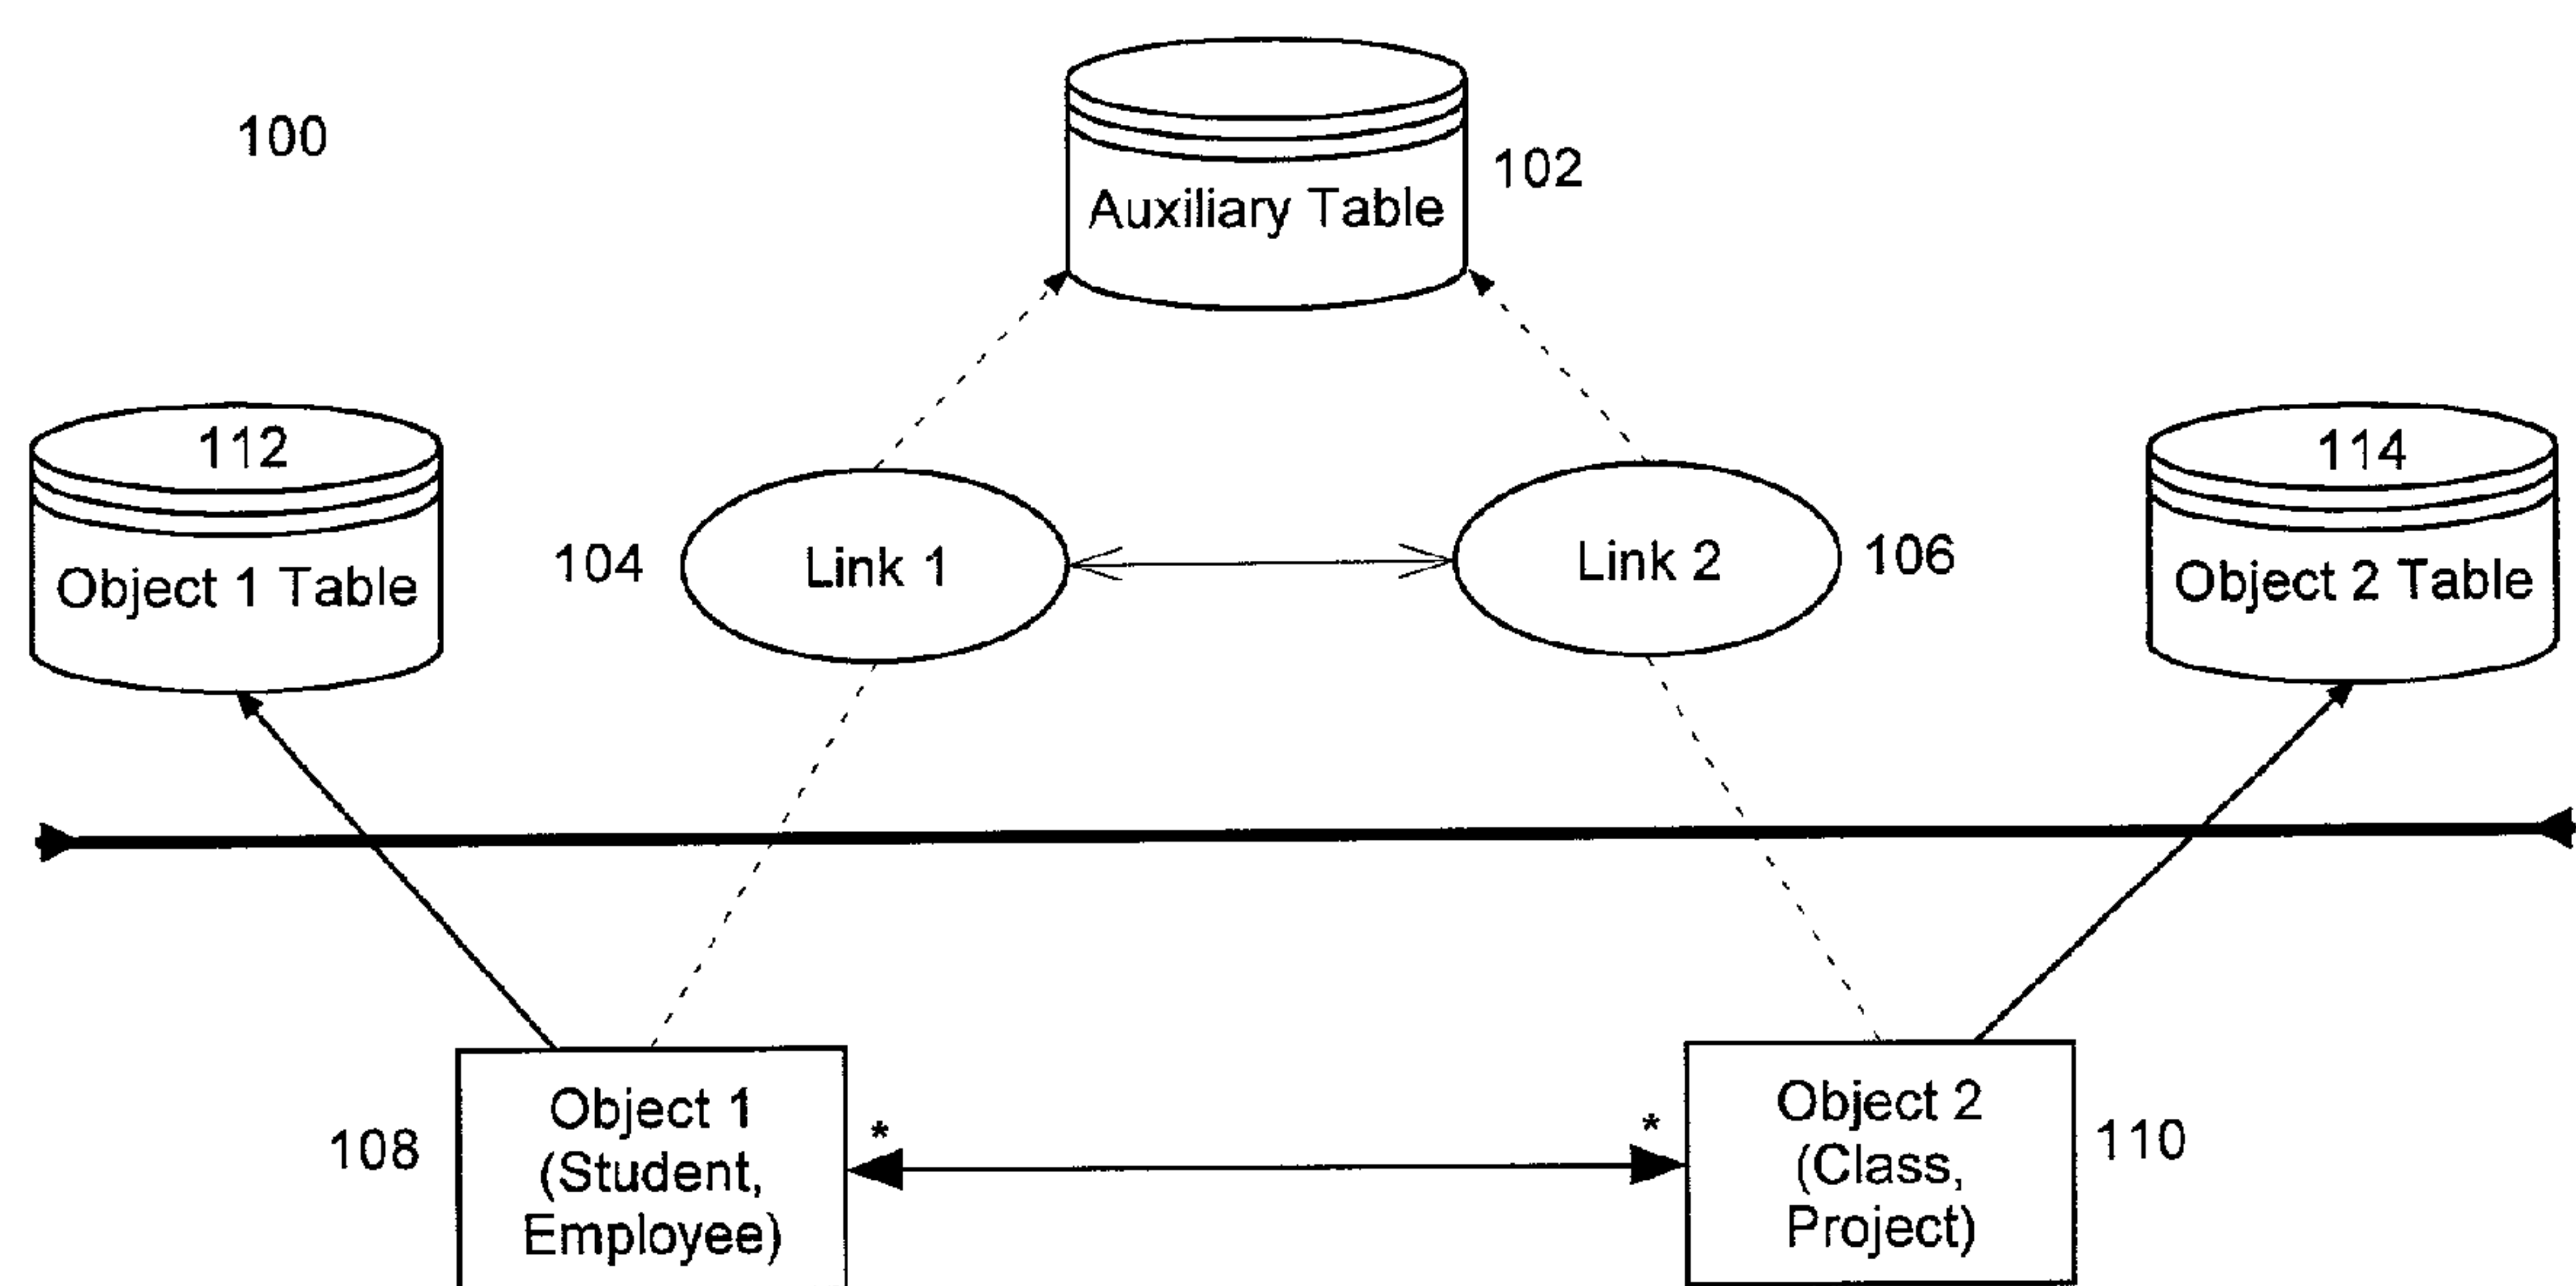 100
102
Auxiliary Table
112
114
Object 1 Table
104
Link 1
Link 2
106
Object 2 Table
108
Object 1
(Student,
Employee)
*
*
Object 2
(Class,
Project)
110